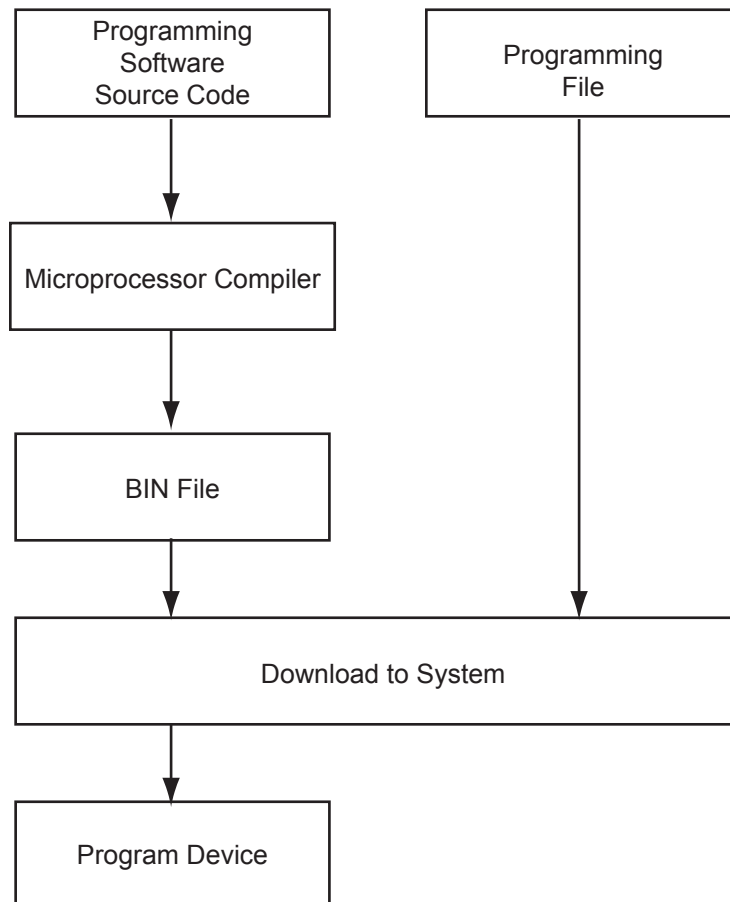 Programming
Software
Source Code
Programming
File
Microprocessor Compiler
BIN File
Download to System
Program Device